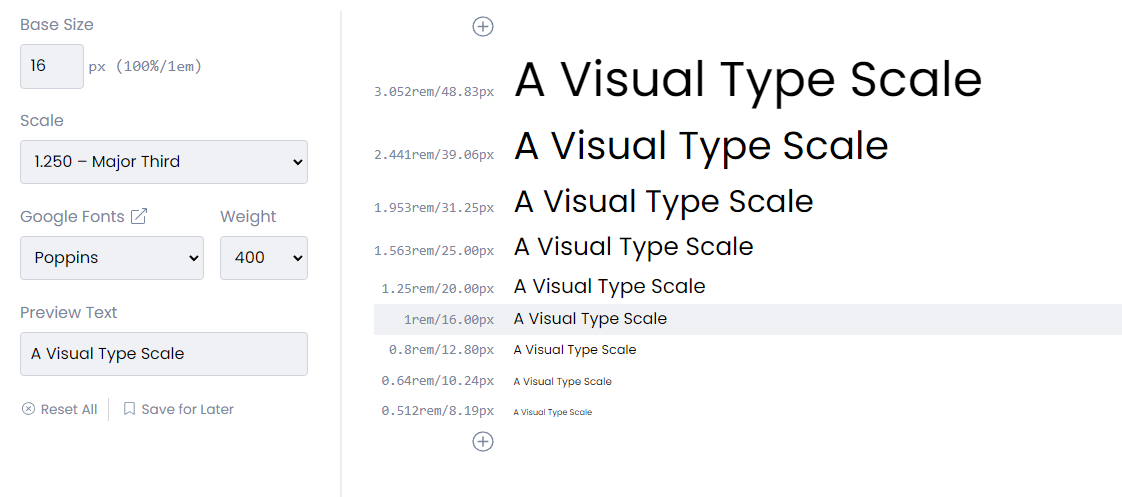 Base Size
16 px (100%/1em)
Scale
1.250 – Major Third
Google Fonts Weight
Poppins 400
Preview Text
A Visual Type Scale
Reset All Save for Later
3.052rem/48.83px A Visual Type Scale
2.441rem/39.06px A Visual Type Scale
1.953rem/31.25px A Visual Type Scale
1.563rem/25.00px A Visual Type Scale
1.25rem/20.00px A Visual Type Scale
1rem/16.00px A Visual Type Scale
0.8rem/12.80px A Visual Type Scale
0.64rem/10.24px A Visual Type Scale
0.512rem/8.19px A Visual Type Scale